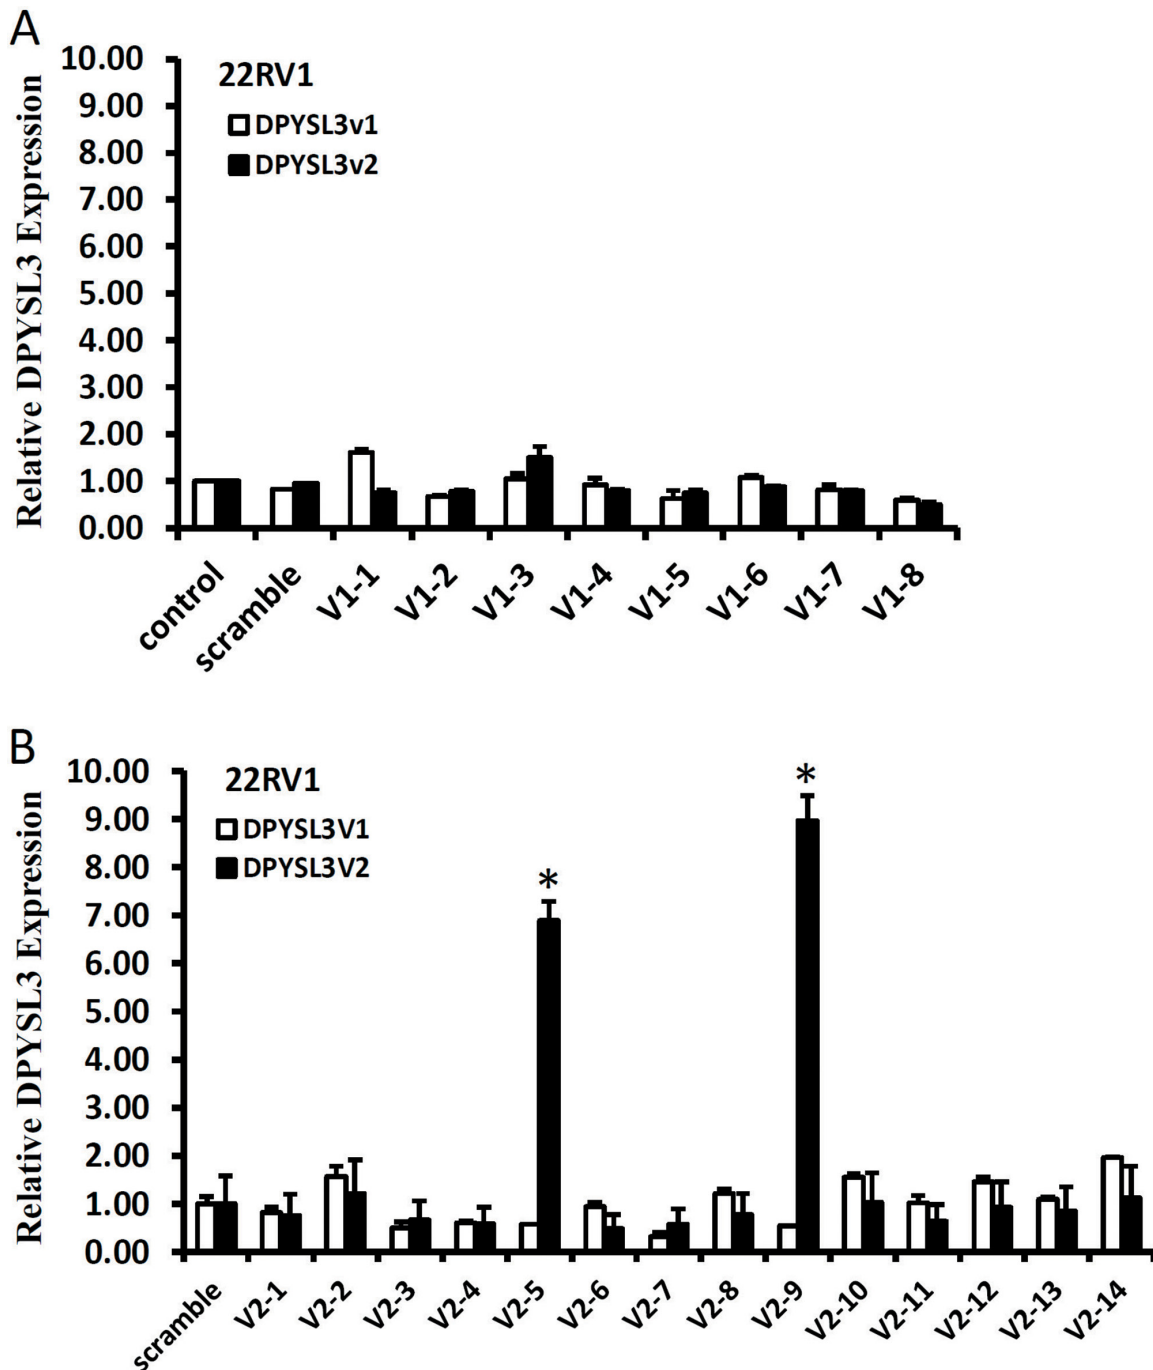 A
Relative DPYSL3 Expression
10.00
9.00
8.00
7.00
6.00
5.00
4.00
3.00
2.00
1.00
0.00
22RV1
DPYSL3v1
DPYSL3v2
control
scramble
V1-1
V1-2
V1-3
V1-4
V1-5
V1-6
V1-7
V1-8
B
Relative DPYSL3 Expression
10.00
9.00
8.00
7.00
6.00
5.00
4.00
3.00
2.00
1.00
0.00
22RV1
DPYSL3V1
DPYSL3V2
*
*
scramble
V2-1
V2-2
V2-3
V2-4
V2-5
V2-6
V2-7
V2-8
V2-9
V2-10
V2-11
V2-12
V2-13
V2-14